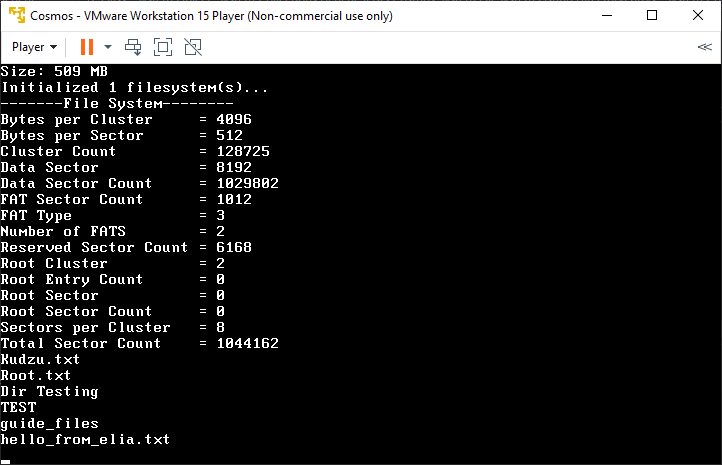 Cosmos - VMware Workstation 15 Player (Non-commercial use only)
Player
Size: 509 MB
Initialized 1 filesystem(s)...
-------File System--------
Bytes per Cluster = 4096
Bytes per Sector = 512
Cluster Count = 128725
Data Sector = 8192
Data Sector Count = 1029802
FAT Sector Count = 1012
FAT Type = 3
Number of FATS = 2
Reserved Sector Count = 6168
Root Cluster = 2
Root Entry Count = 0
Root Sector = 0
Root Sector Count = 0
Sectors per Cluster = 8
Total Sector Count = 1044162
Kudzu.txt
Root.txt
Dir Testing
TEST
guide_files
hello_from_elia.txt